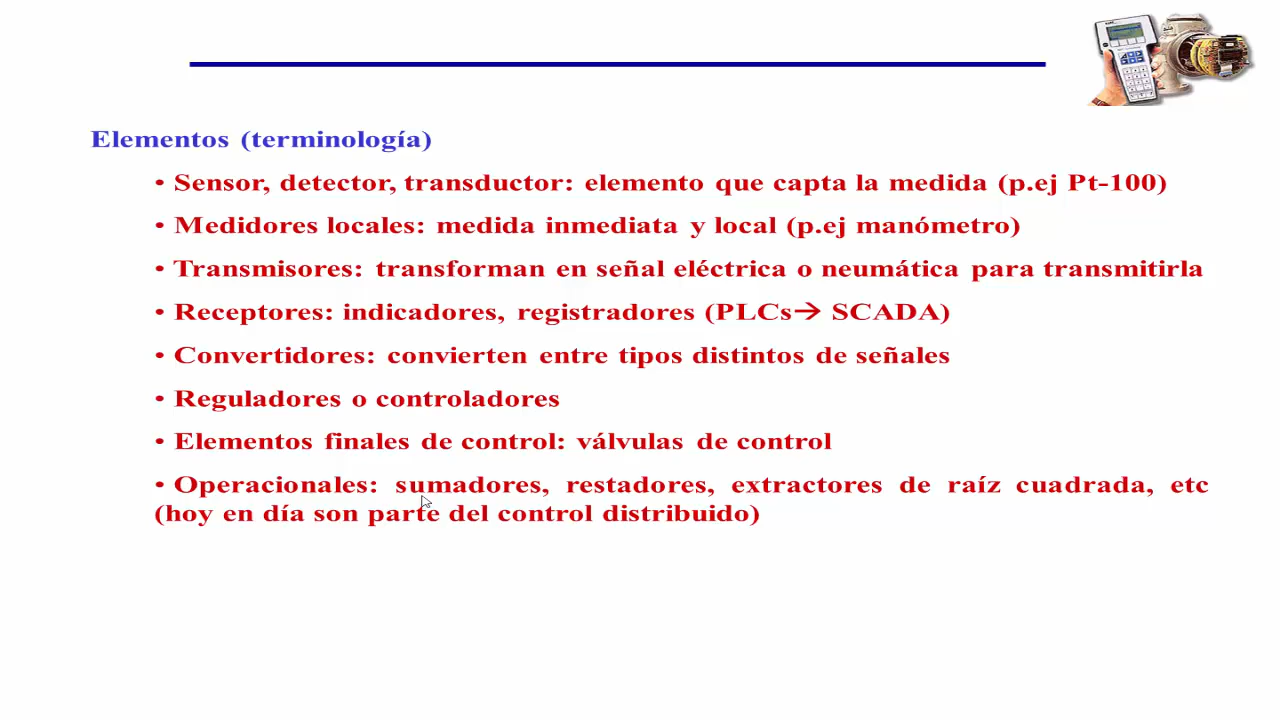 Elementos (terminología)
• Sensor, detector, transductor: elemento que capta la medida (p.ej Pt-100)
• Medidores locales: medida inmediata y local (p.ej manómetro)
• Transmisores: transforman en señal eléctrica o neumática para transmitirla
• Receptores: indicadores, registradores (PLCs→ SCADA)
• Convertidores: convierten entre tipos distintos de señales
• Reguladores o controladores
• Elementos finales de control: válvulas de control
• Operacionales: sumadores, restadores, extractores de raíz cuadrada, etc
(hoy en día son parte del control distribuido)